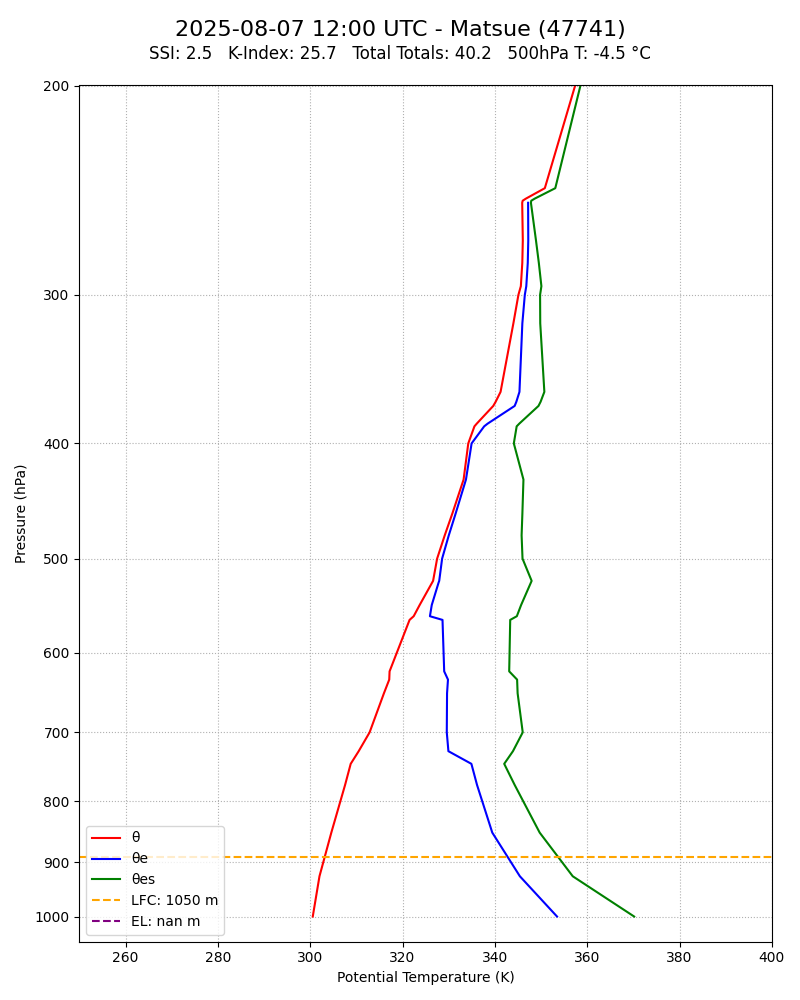 2025-08-07 12:00 UTC - Matsue (47741)
SSI: 2.5 K-Index: 25.7 Total Totals: 40.2 500hPa T: -4.5 °C
200
300
400
500
600
700
800
900
1000
Pressure (hPa)
θ
θe
θes
LFC: 1050 m
EL: nan m
260 280 300 320 340 360 380 400
Potential Temperature (K)